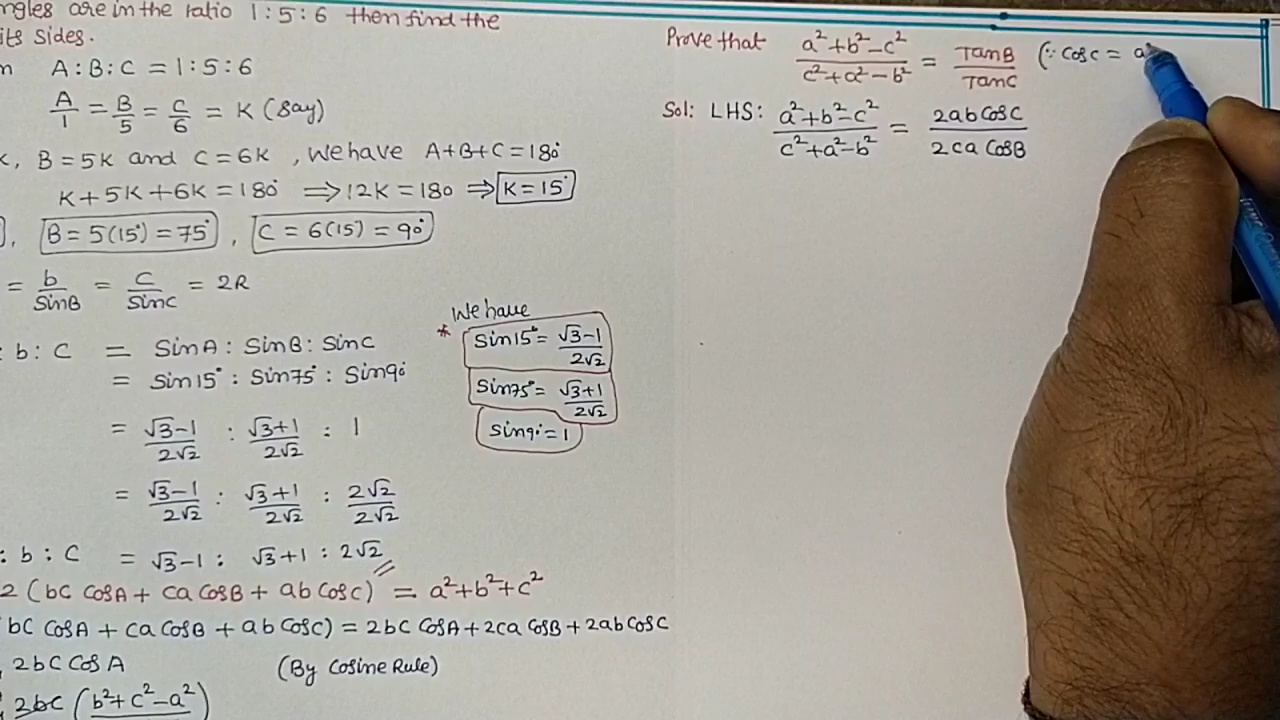 ngles are in the ratio 1:5:6 then find the
its sides.
A:B:C = 1:5:6
A/1 = B/5 = C/6 = K (Say)
, B = 5K and C = 6K , We have A+B+C = 180°
K+5K+6K = 180° ⟹ 12K = 180 ⟹ K = 15°
, B = 5(15°) = 75° , C = 6(15) = 90°
= b/SinB = C/SinC = 2R
: b : C = SinA : SinB : SinC
= Sin15° : Sin75° : Sin90°
= √3-1/2√2 : √3+1/2√2 : 1
= √3-1/2√2 : √3+1/2√2 : 2√2/2√2
: b : C = √3-1 : √3+1 : 2√2
We have
* Sin15° = √3-1/2√2
Sin75° = √3+1/2√2
Sin90° = 1
2 (bc CosA + ca CosB + ab Cosc) = a²+b²+c²
bc CosA + ca CosB + ab Cosc) = 2bc CosA + 2ca CosB + 2ab Cosc
2bc Cos A (By Cosine Rule)
2bc (b²+c²-a²)
Prove that a²+b²-c²/c²+a²-b² = TanB/TanC (∵ Cosc = a²
Sol: LHS: a²+b²-c²/c²+a²-b² = 2ab Cosc/2ca CosB